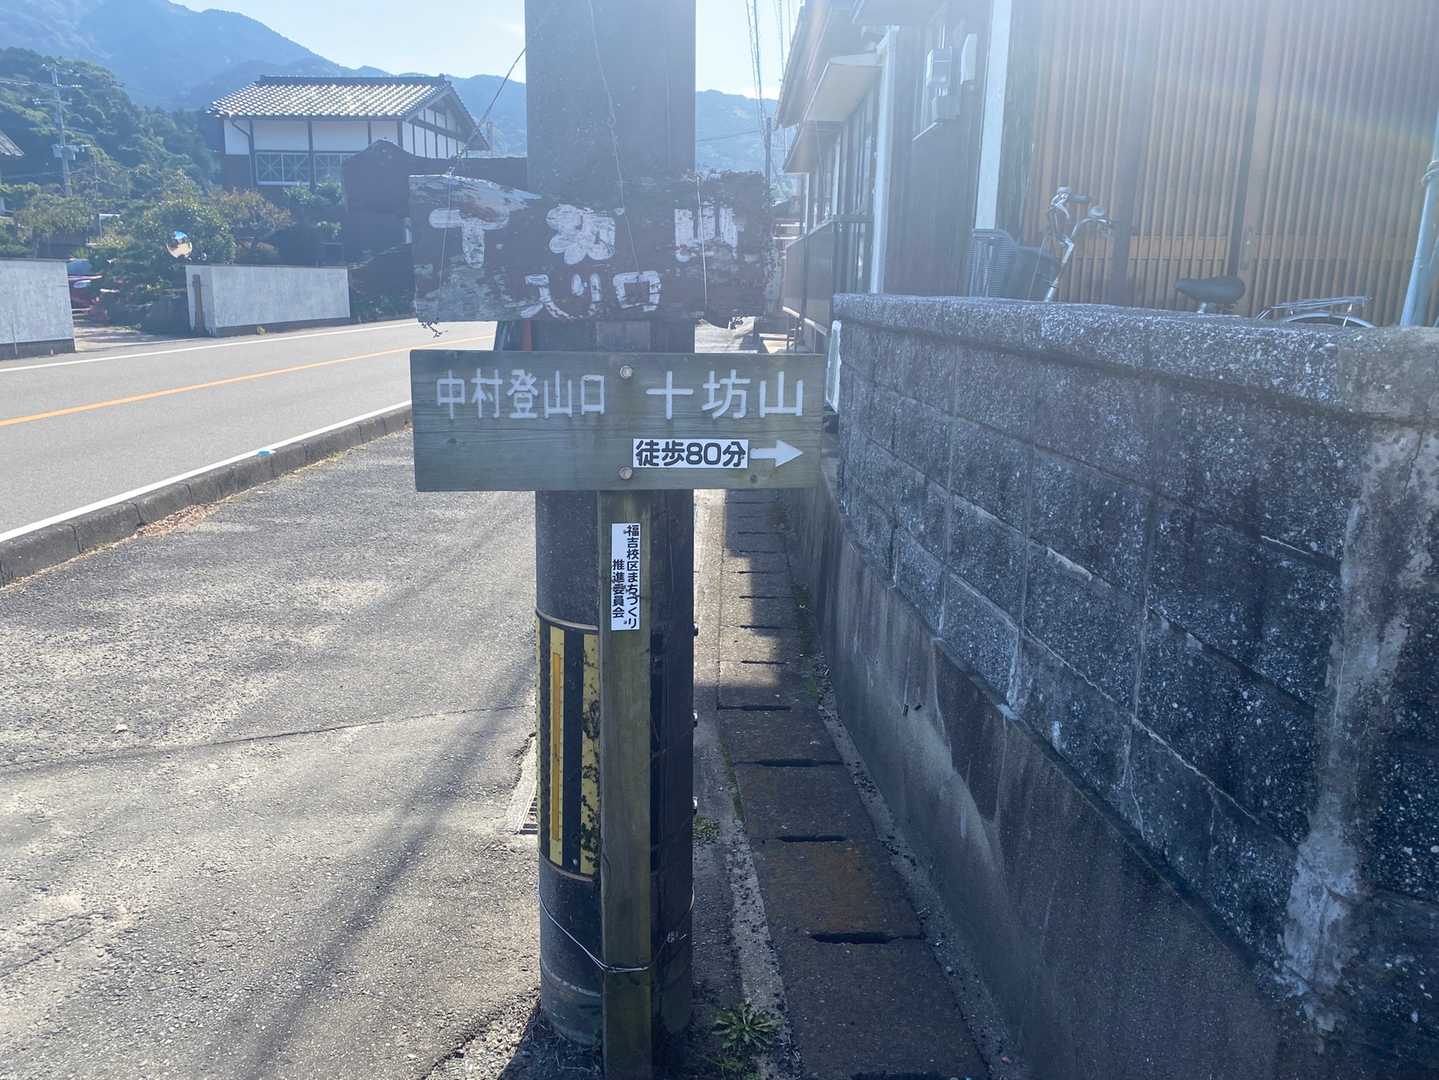 十坊山
入り口
中村登山口 十坊山
徒歩80分
福吉校区まちづくり
推進委員会